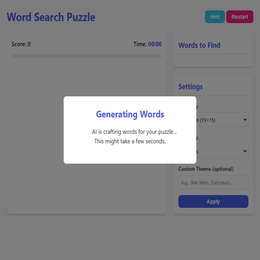 Word Search Puzzle
Hint Restart
Score: 0 Time: 00:00
Words to Find
Settings
Generating Words
AI is crafting words for your puzzle...
This might take a few seconds.
(15×15)
Custom Theme (optional)
e.g., Star Wars, Dinosaurs...
Apply